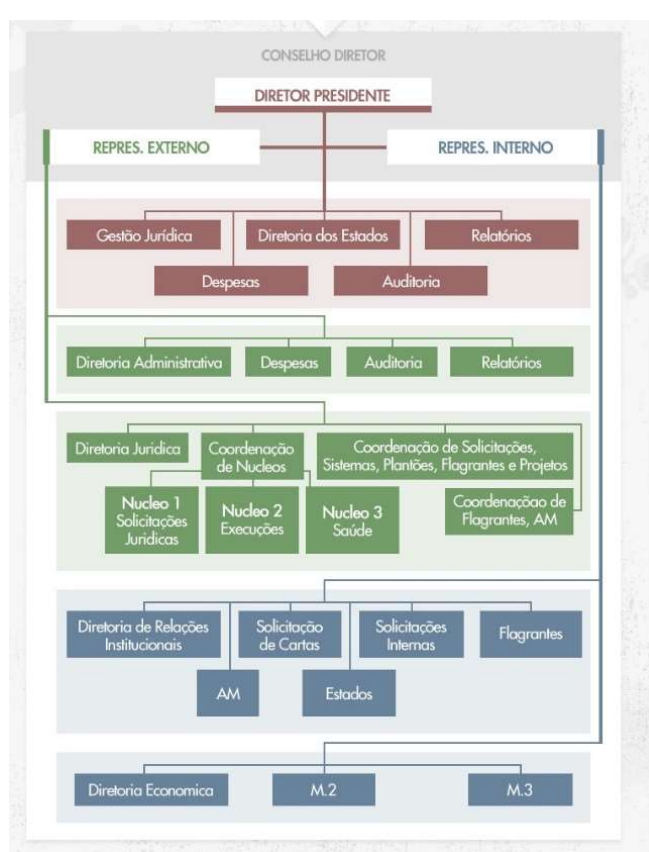 CONSELHO DIRETOR
DIRETOR PRESIDENTE
REPRES. EXTERNO
REPRES. INTERNO
Gestão Jurídica
Diretoria dos Estados
Relatórios
Despesas
Auditoria
Diretoria Administrativa
Despesas
Auditoria
Relatórios
Diretoria Juridica
Coordenação
de Nucleos
Coordenação de Solicitações,
Sistemas, Plantões, Flagrantes e Projetos
Nucleo 1
Solicitações
Juridicas
Nucleo 2
Execuções
Nucleo 3
Saúde
Coordenaçãoao de
Flagrantes, AM
Diretoria de Relações
Institucionais
Solicitação
de Cartas
Solicitações
Internas
Flagrantes
AM
Estados
Diretoria Economica
M.2
M.3